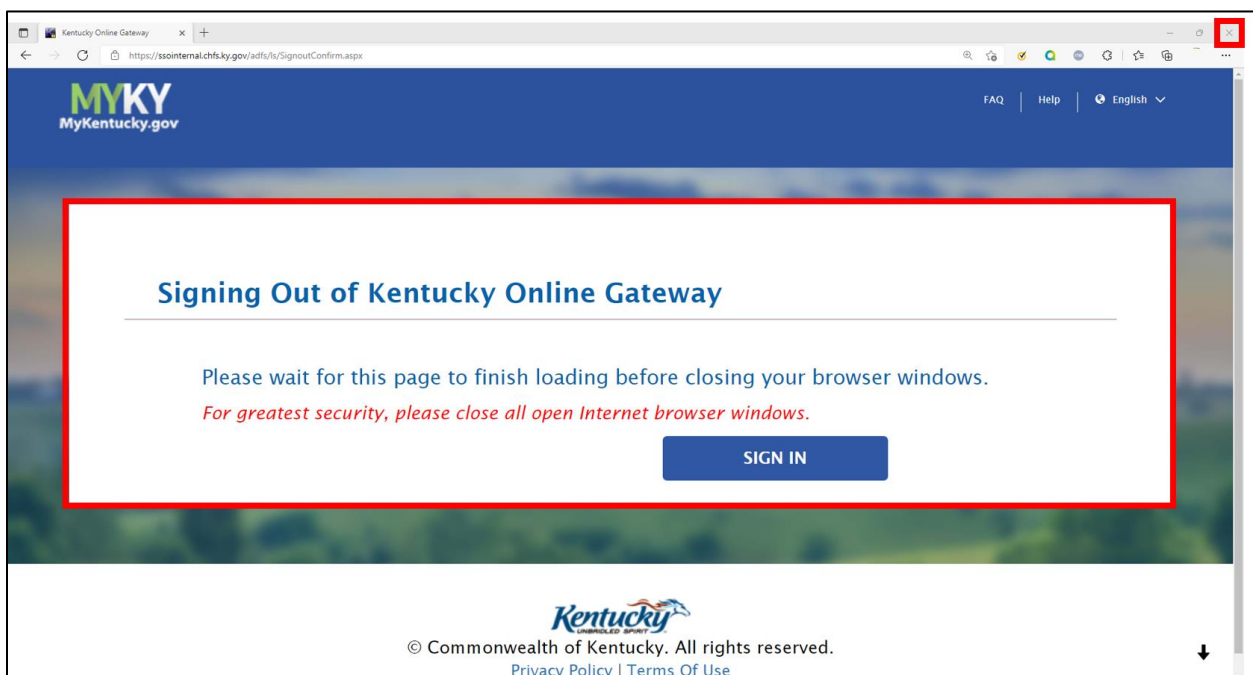 Kentucky Online Gateway
https://ssointernal.chfs.ky.gov/adfs/ls/SignoutConfirm.aspx
MYKY
MyKentucky.gov
FAQ | Help | English
Signing Out of Kentucky Online Gateway
Please wait for this page to finish loading before closing your browser windows.
For greatest security, please close all open Internet browser windows.
SIGN IN
Kentucky
UNBRIDLED SPIRIT
© Commonwealth of Kentucky. All rights reserved.
Privacy Policy | Terms Of Use